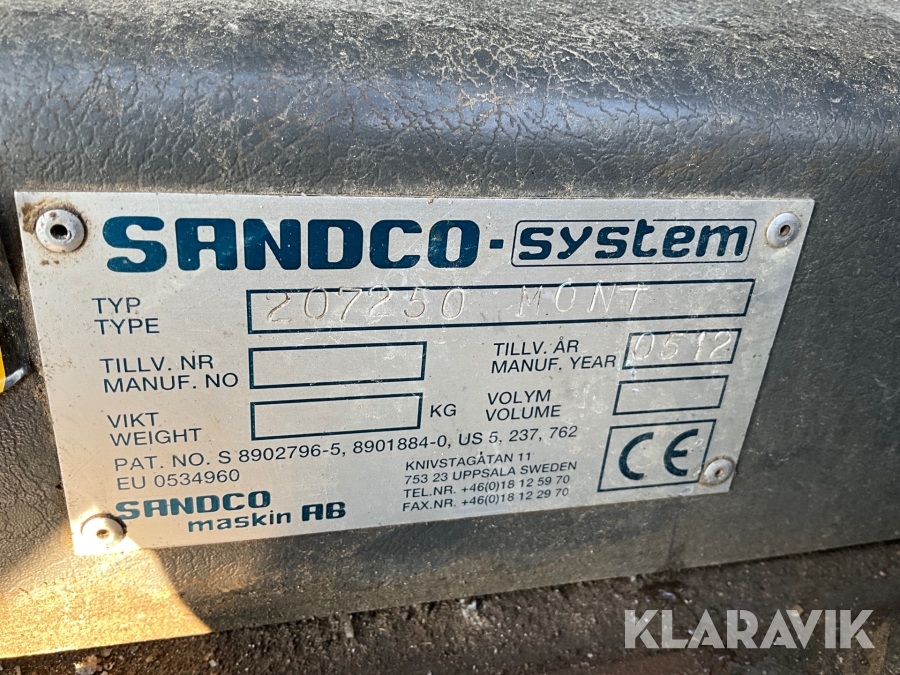 SANDCO-system
TYP
TYPE
207250 MONT
TILLV. NR
MANUF. NO
TILLV. ÅR
MANUF. YEAR
0512
VIKT
WEIGHT
KG
VOLYM
VOLUME
PAT. NO. S 8902796-5, 8901884-0, US 5, 237, 762
EU 0534960
SANDCO
maskin AB
KNIVSTAGATAN 11
753 23 UPPSALA SWEDEN
TEL.NR. +46(0)18 12 59 70
FAX.NR. +46(0)18 12 29 70
CE
KLARAVIK